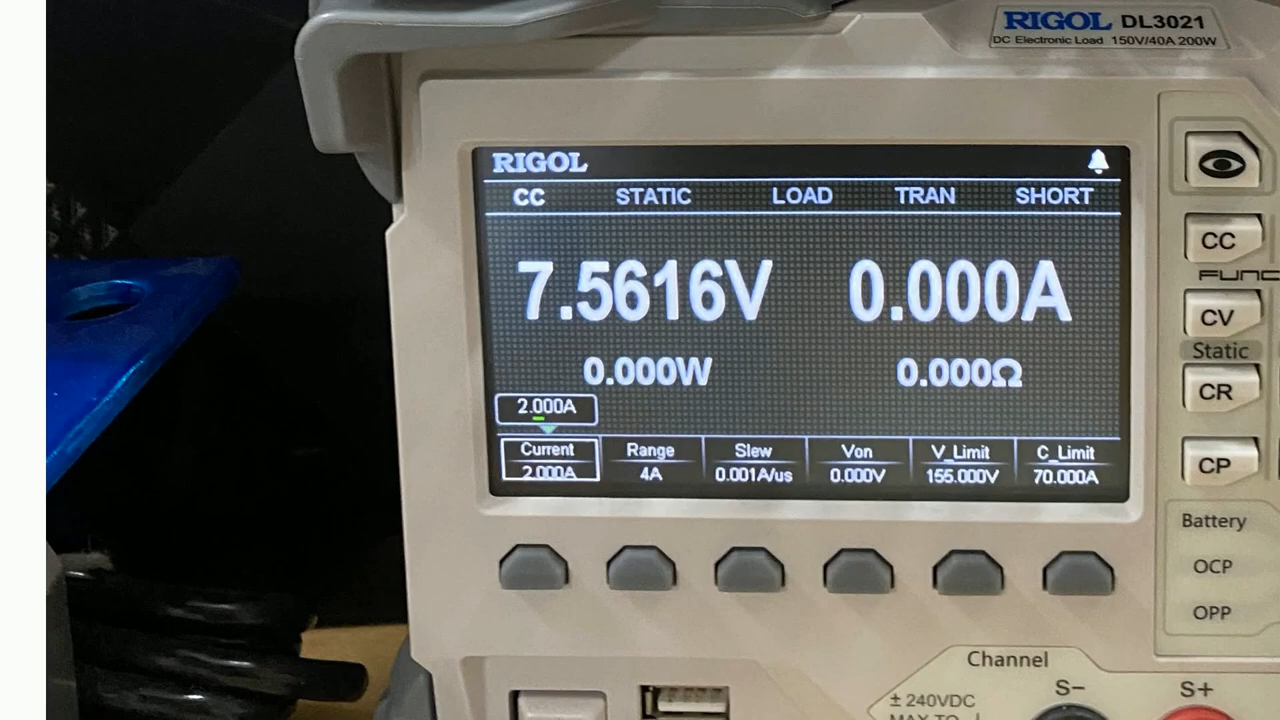 RIGOL DL3021
DC Electronic Load 150V/40A 200W
RIGOL
CC STATIC LOAD TRAN SHORT
7.5616V 0.000A
0.000W 0.000Ω
2.000A
Current Range Slew Von V_Limit C_Limit
2.000A 4A 0.001A/us 0.000V 155.000V 70.000A
CC
FUNC
CV
Static
CR
CP
Battery
OCP
OPP
Channel
S- S+
± 240VDC
MAX TO